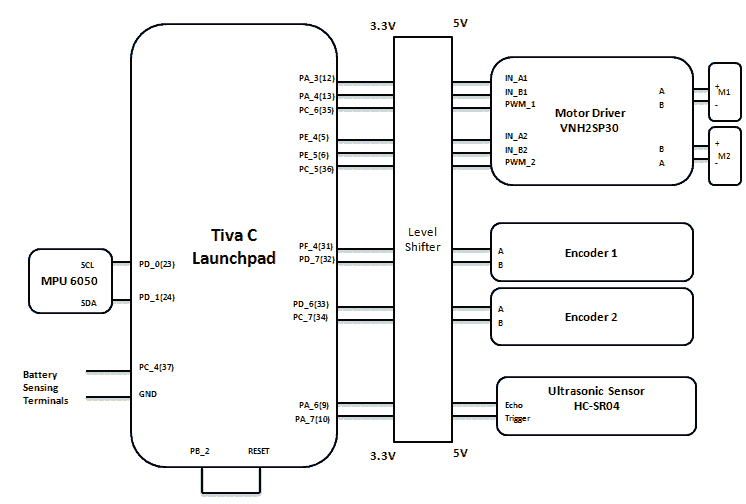 3.3V
5V
PA_3(12)
PA_4(13)
PC_6(35)
PE_4(5)
PE_5(6)
PC_5(36)
IN_A1
IN_B1
PWM_1
IN_A2
IN_B2
PWM_2
Motor Driver
VNH2SP30
A
B
B
A
+
M1
-
+
M2
-
Tiva C
Launchpad
Level
Shifter
PF_4(31)
PD_7(32)
A
B
Encoder 1
SCL
MPU 6050
SDA
PD_0(23)
PD_1(24)
PD_6(33)
PC_7(34)
A
B
Encoder 2
Battery
Sensing
Terminals
PC_4(37)
GND
PA_6(9)
PA_7(10)
Echo
Trigger
Ultrasonic Sensor
HC-SR04
PB_2
RESET
3.3V
5V